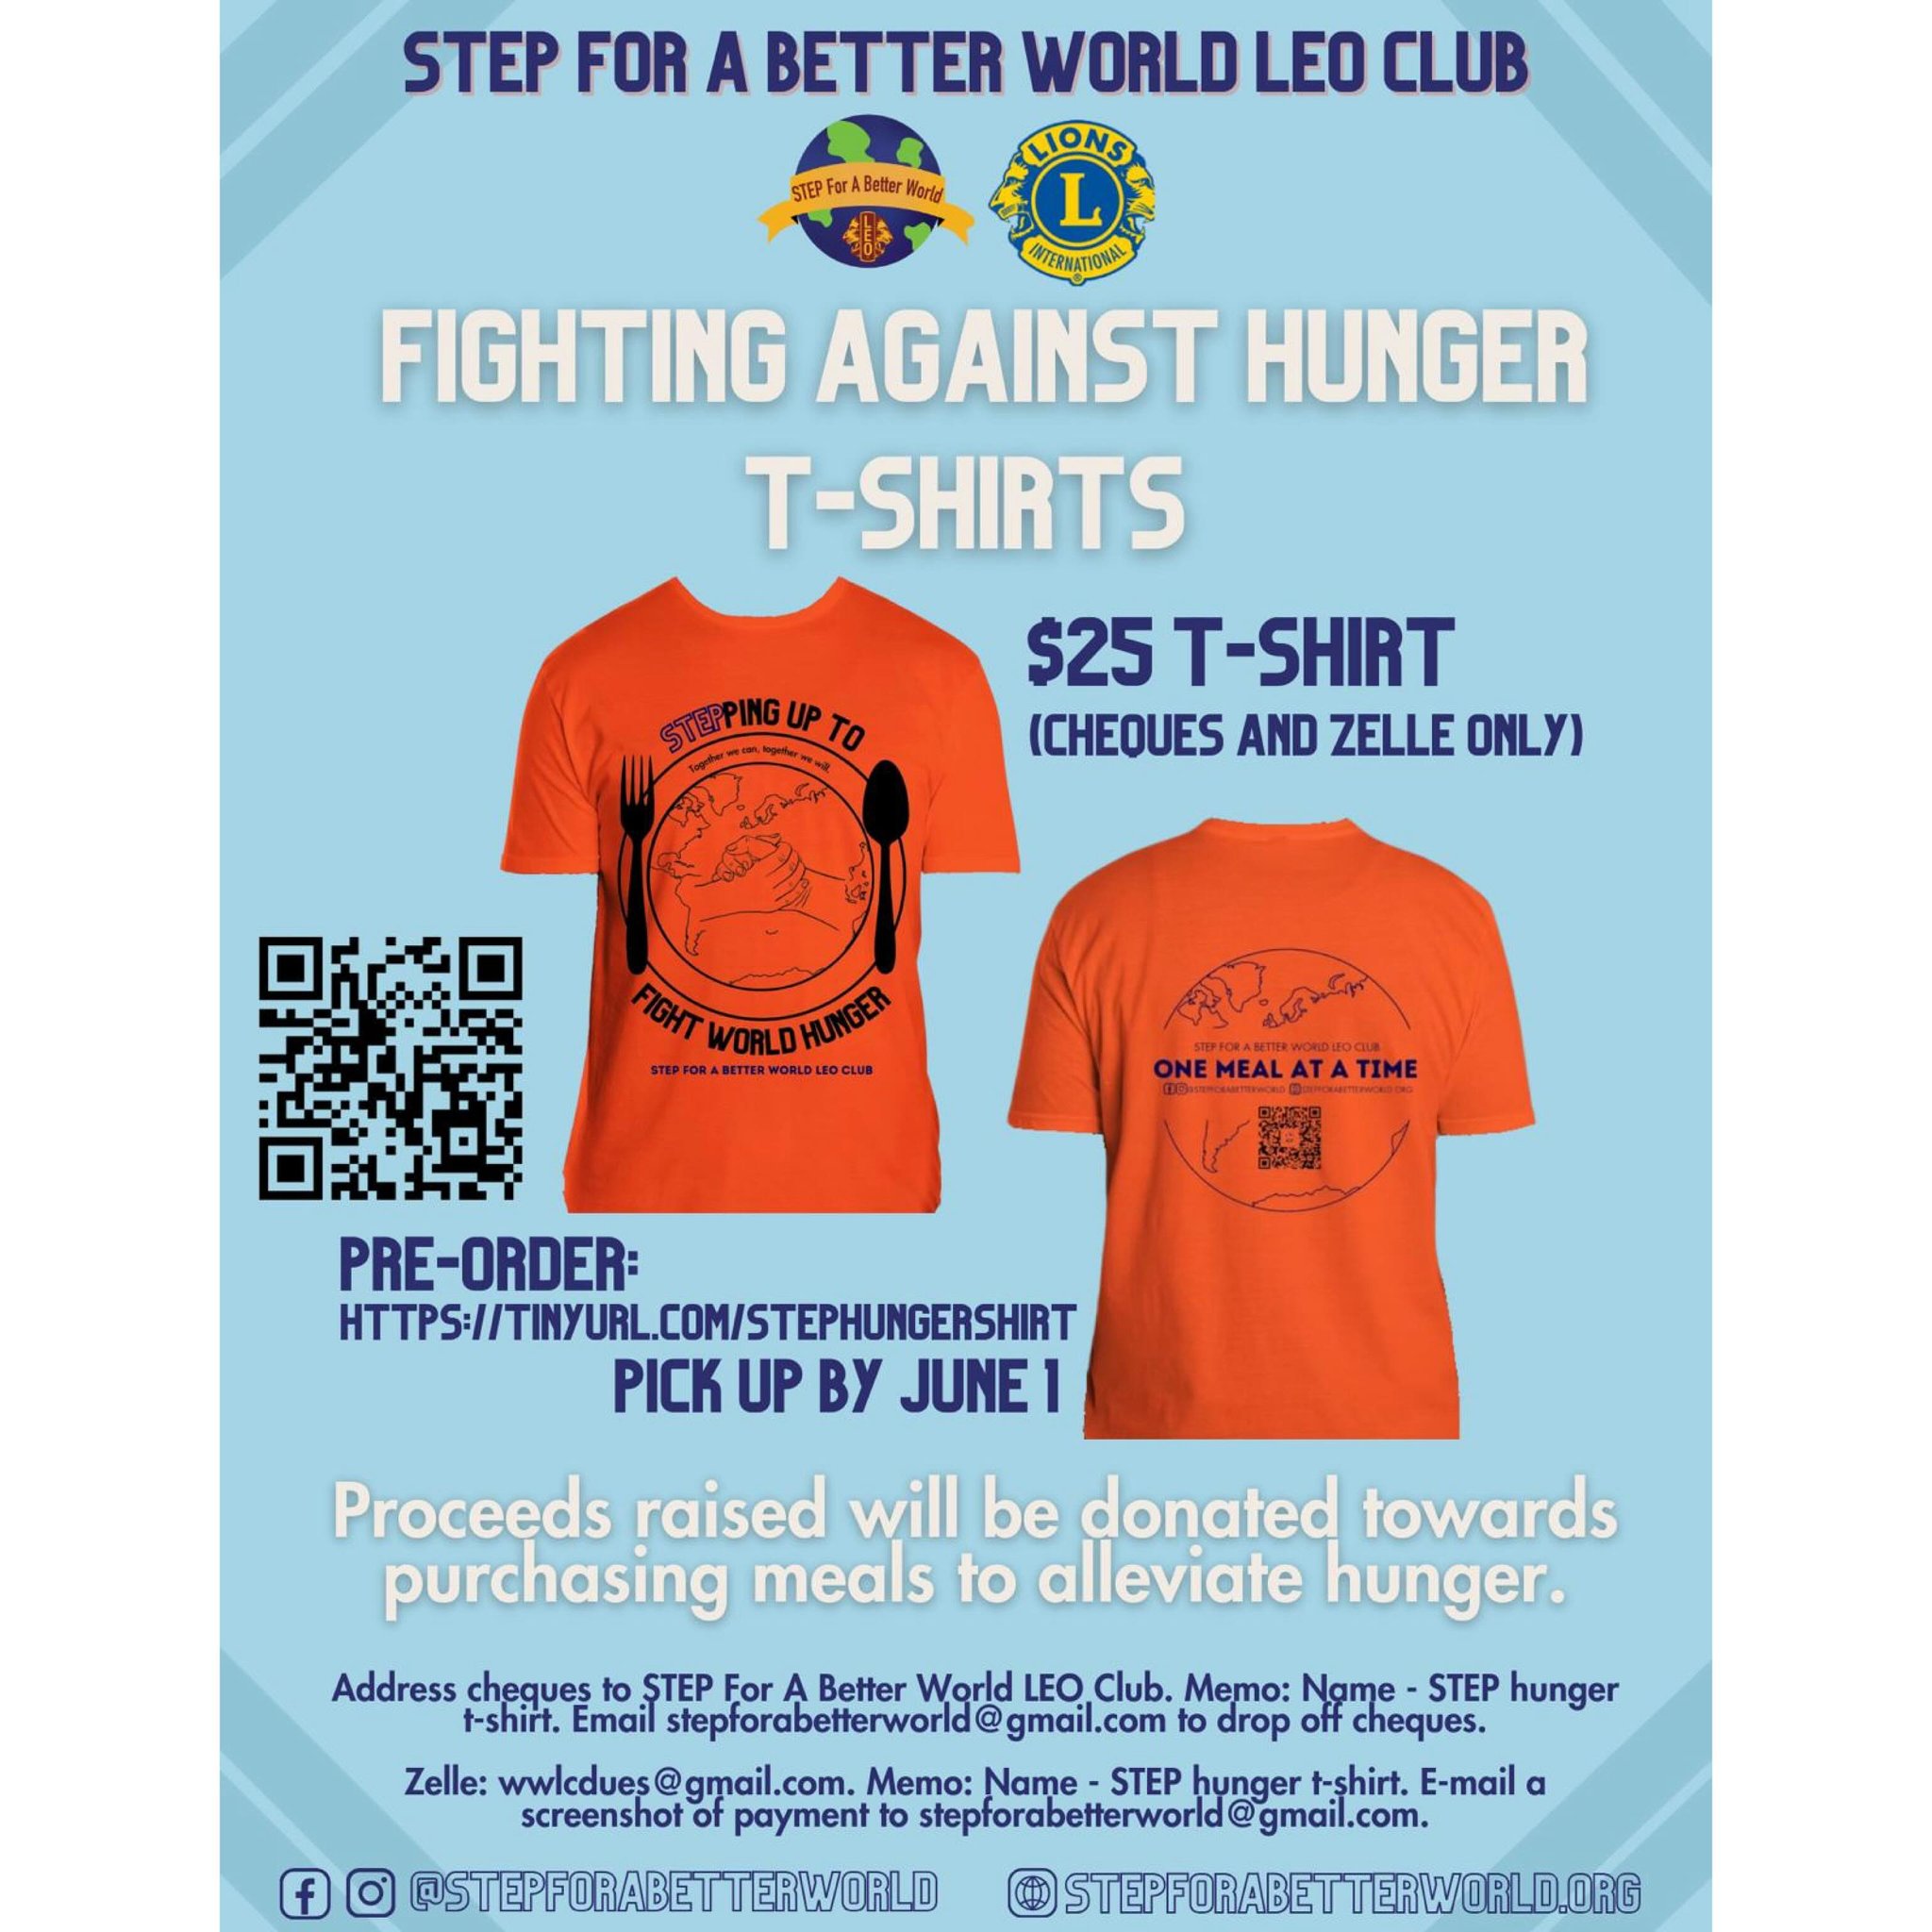 STEP FOR A BETTER WORLD LEO CLUB
STEP For A Better World
LEO
LIONS
L
INTERNATIONAL
®
FIGHTING AGAINST HUNGER
T-SHIRTS
$25 T-SHIRT
(CHEQUES AND ZELLE ONLY)
STEPPING UP TO
Together we can, together we will.
FIGHT WORLD HUNGER
STEP FOR A BETTER WORLD LEO CLUB
STEP FOR A BETTER WORLD LEO CLUB
ONE MEAL AT A TIME
@STEPFORABETTERWORLD STEPFORABETTERWORLD.ORG
PRE-ORDER:
HTTPS://TINYURL.COM/STEPHUNGERSHIRT
PICK UP BY JUNE 1
Proceeds raised will be donated towards
purchasing meals to alleviate hunger.
Address cheques to STEP For A Better World LEO Club. Memo: Name - STEP hunger
t-shirt. Email stepforabetterworld@gmail.com to drop off cheques.
Zelle: wwlcdues@gmail.com. Memo: Name - STEP hunger t-shirt. E-mail a
screenshot of payment to stepforabetterworld@gmail.com.
@STEPFORABETTERWORLD STEPFORABETTERWORLD.ORG